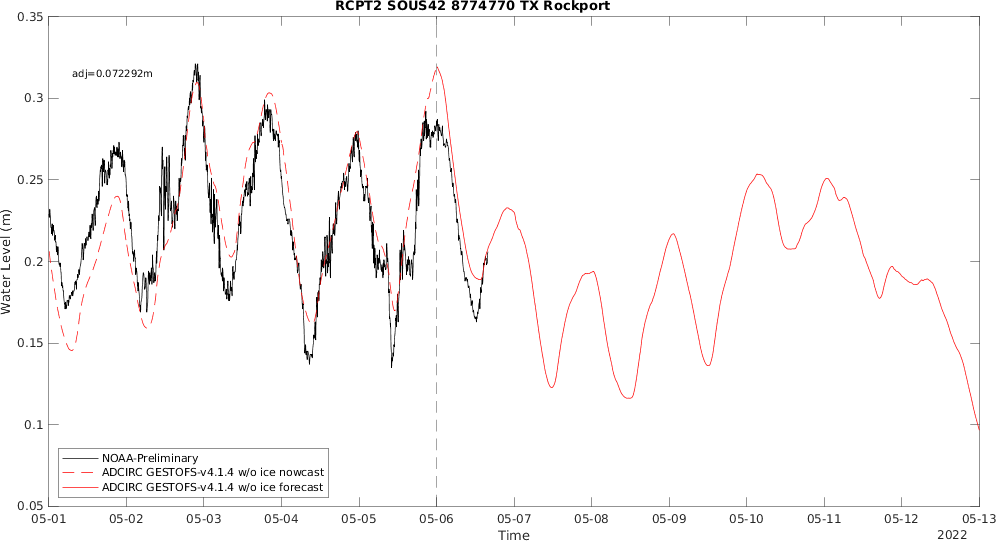 RCPT2 SOUS42 8774770 TX Rockport
0.35
0.3
0.25
0.2
0.15
0.1
0.05
Water Level (m)
adj=0.072292m
NOAA-Preliminary
ADCIRC GESTOFS-v4.1.4 w/o ice nowcast
ADCIRC GESTOFS-v4.1.4 w/o ice forecast
05-01 05-02 05-03 05-04 05-05 05-06 05-07 05-08 05-09 05-10 05-11 05-12 05-13
Time
2022